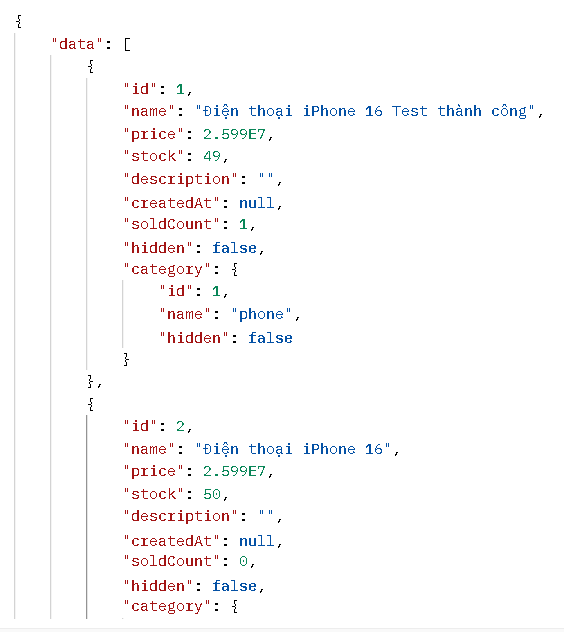 {
"data": [
{
"id": 1,
"name": "Điện thoại iPhone 16 Test thành công",
"price": 2.599E7,
"stock": 49,
"description": "",
"createdAt": null,
"soldCount": 1,
"hidden": false,
"category": {
"id": 1,
"name": "phone",
"hidden": false
}
},
{
"id": 2,
"name": "Điện thoại iPhone 16",
"price": 2.599E7,
"stock": 50,
"description": "",
"createdAt": null,
"soldCount": 0,
"hidden": false,
"category": {